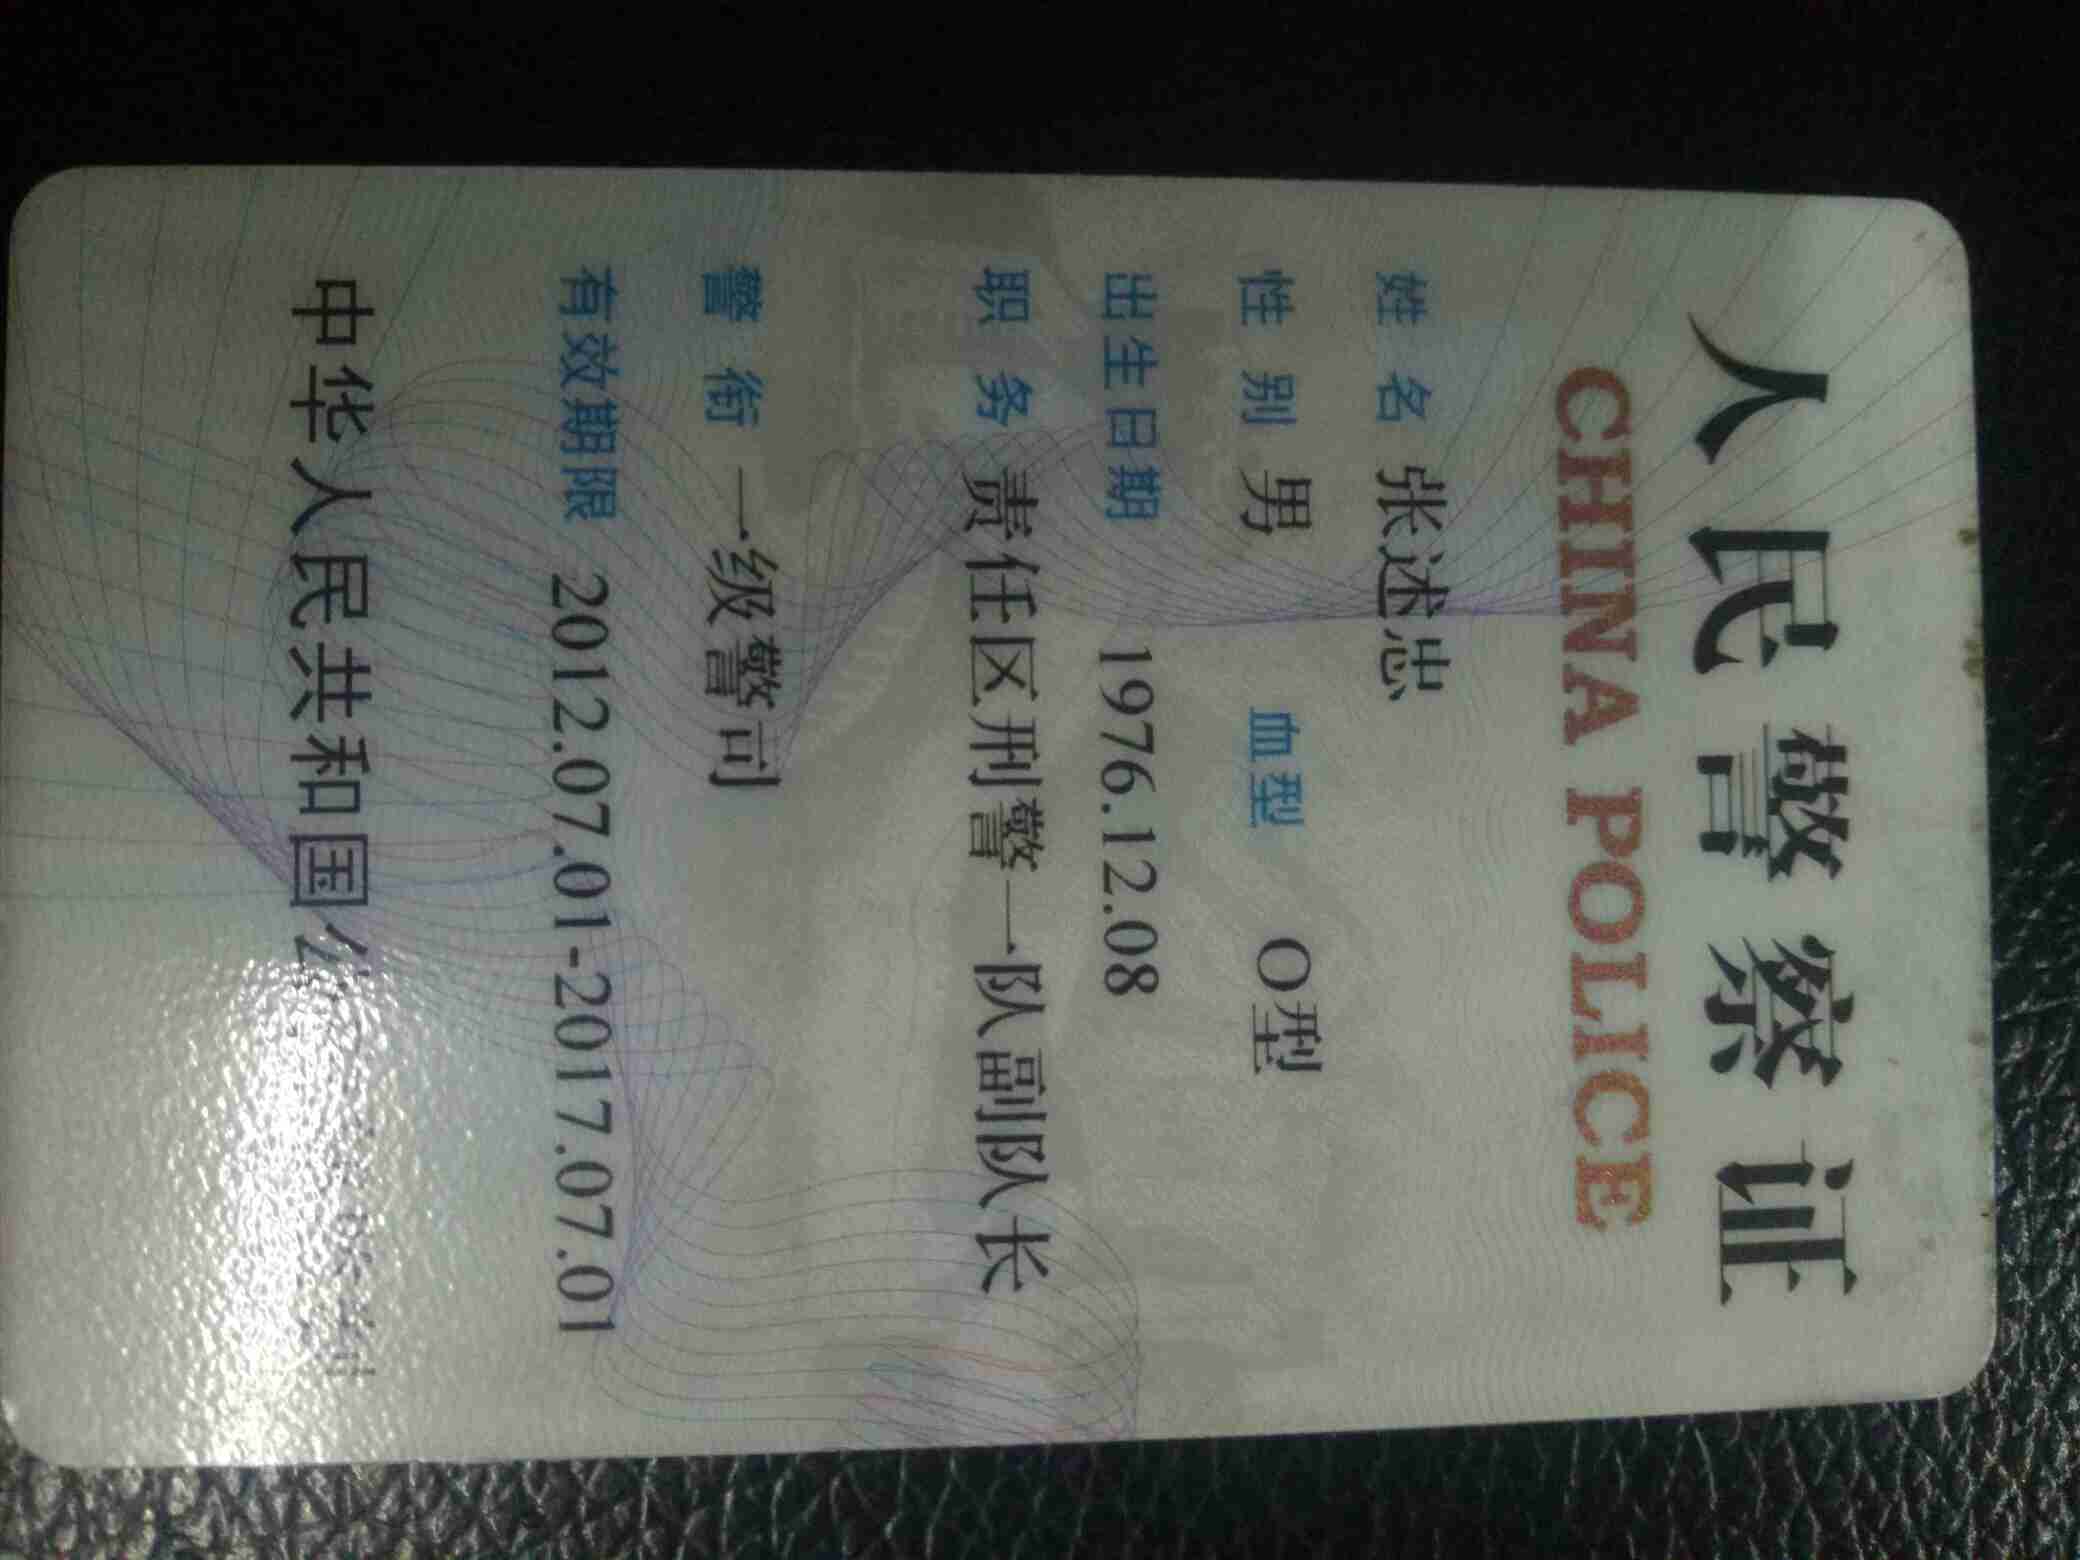 人民警察证
CHINA POLICE
姓名 张述忠
性别 男 血型 O型
出生日期 1976.12.08
职务 责任区刑警一队副队长
警衔 一级警司
有效期限 2012.07.01-2017.07.01
中华人民共和国公